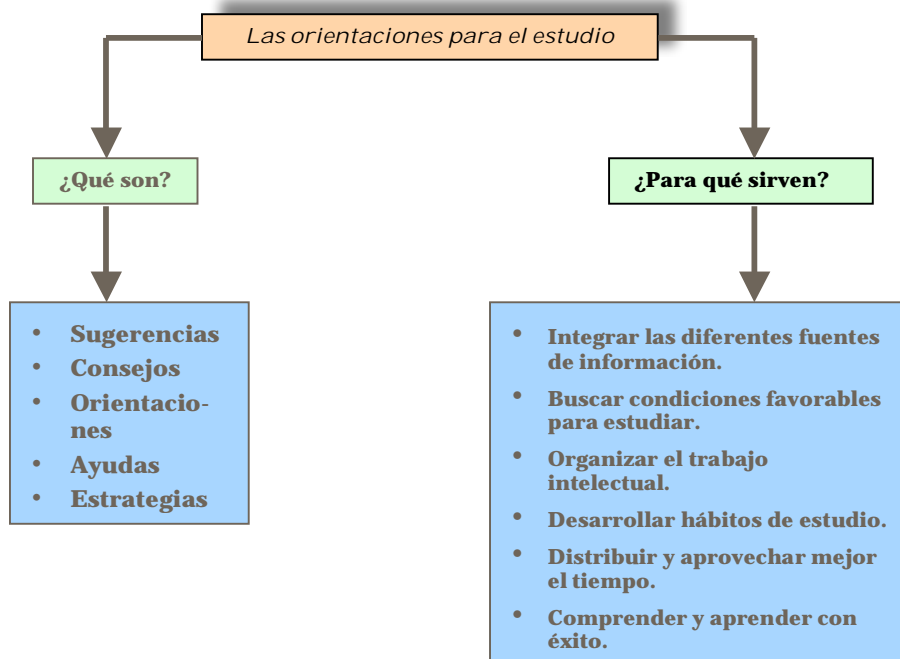 Las orientaciones para el estudio
¿Qué son?
¿Para qué sirven?
• Sugerencias
• Consejos
• Orientacio-
nes
• Ayudas
• Estrategias
• Integrar las diferentes fuentes
de información.
• Buscar condiciones favorables
para estudiar.
• Organizar el trabajo
intelectual.
• Desarrollar hábitos de estudio.
• Distribuir y aprovechar mejor
el tiempo.
• Comprender y aprender con
éxito.